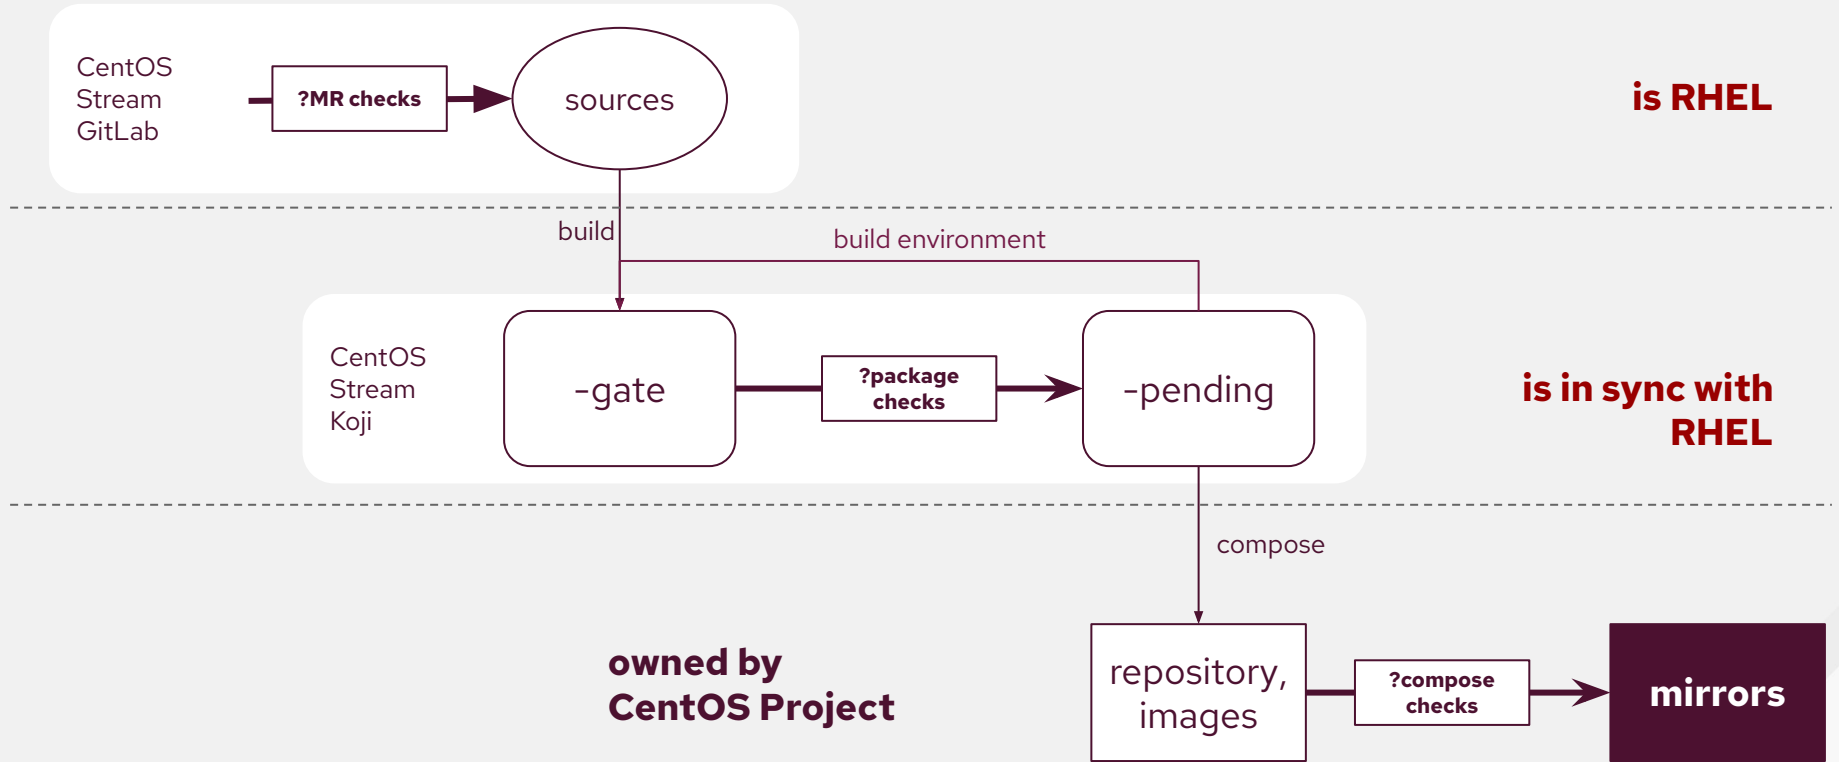 CentOS
Stream
GitLab
?MR checks
sources
is RHEL
build
build environment
CentOS
Stream
Koji
-gate
?package
checks
-pending
is in sync with
RHEL
compose
owned by
CentOS Project
repository,
images
?compose
checks
mirrors